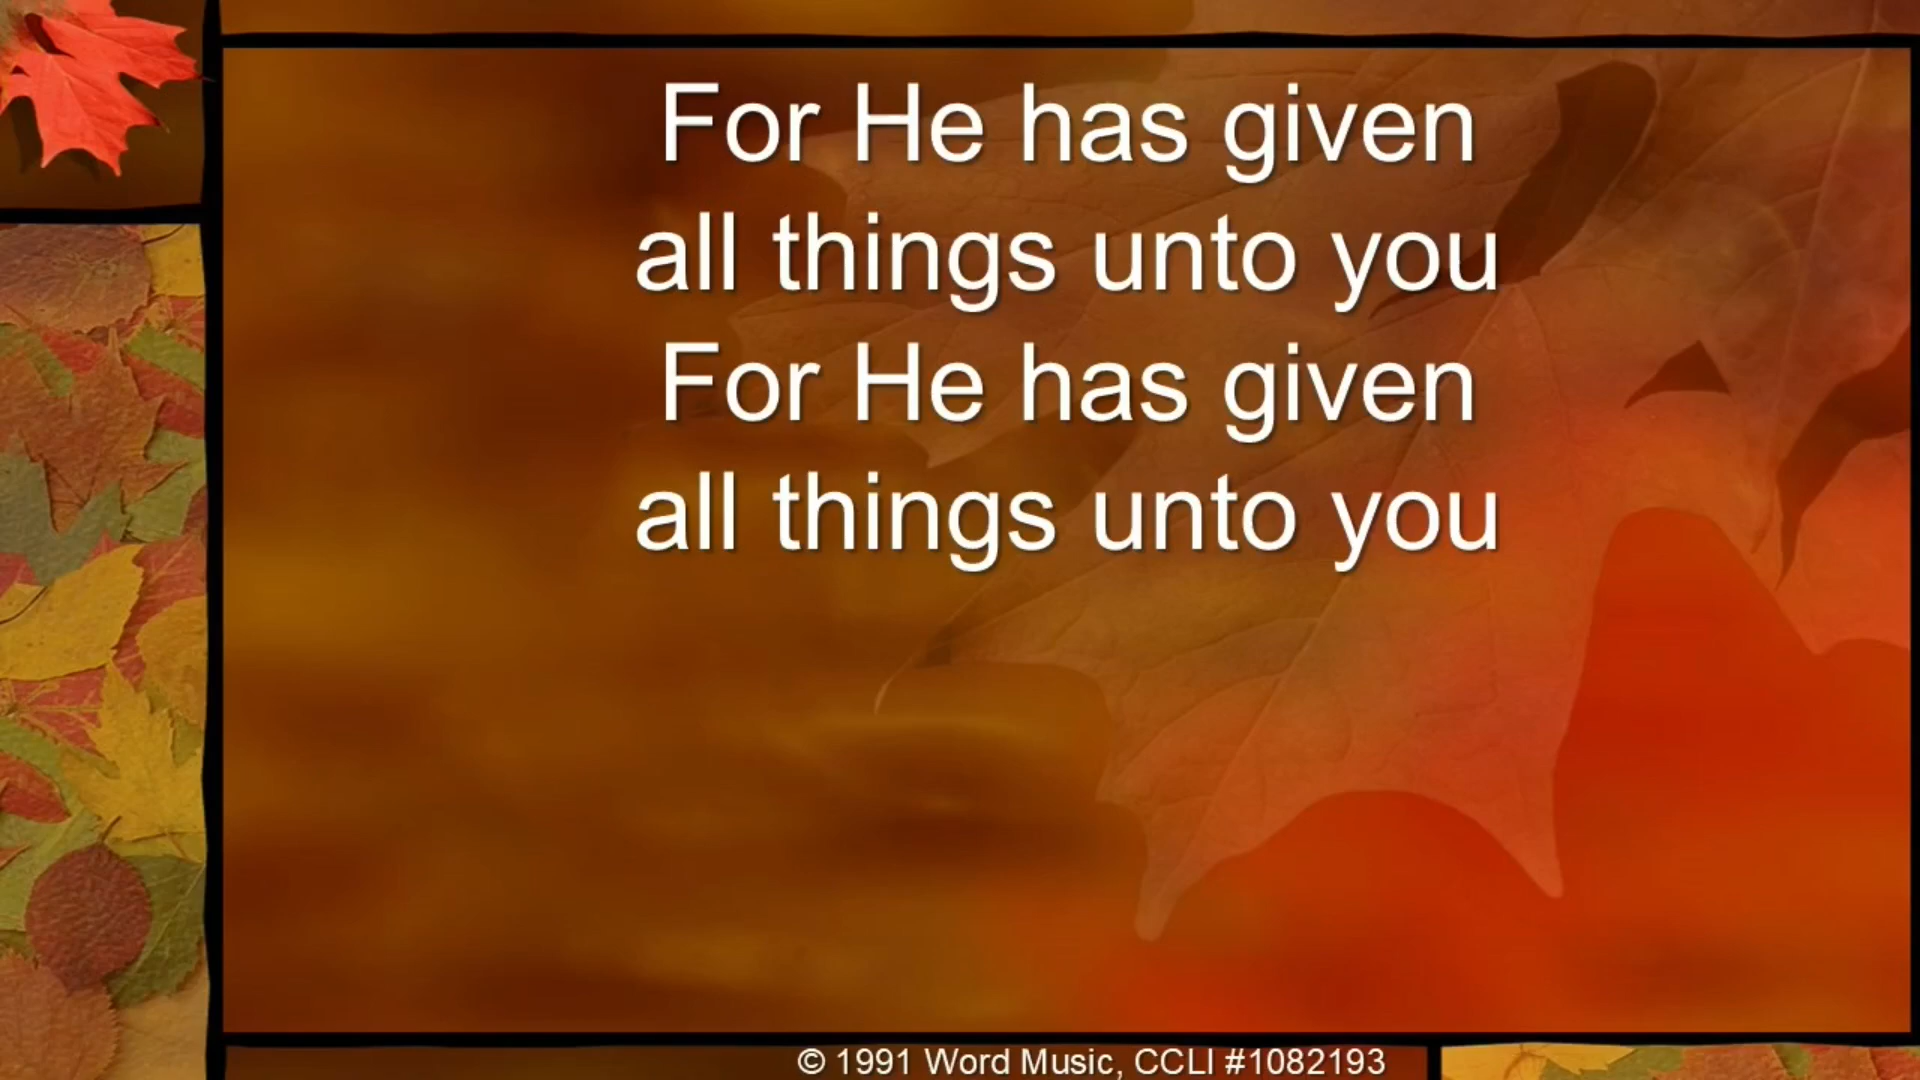 For He has given
all things unto you
For He has given
all things unto you
© 1991 Word Music, CCLI #1082193